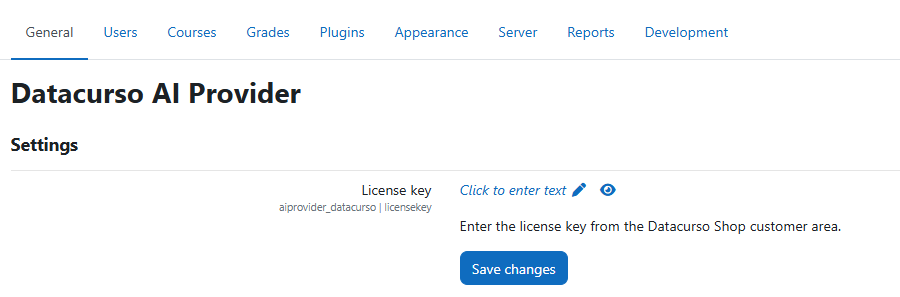 General Users Courses Grades Plugins Appearance Server Reports Development
Datacurso AI Provider
Settings
License key
aiprovider_datacurso | licensekey
Click to enter text
Enter the license key from the Datacurso Shop customer area.
Save changes